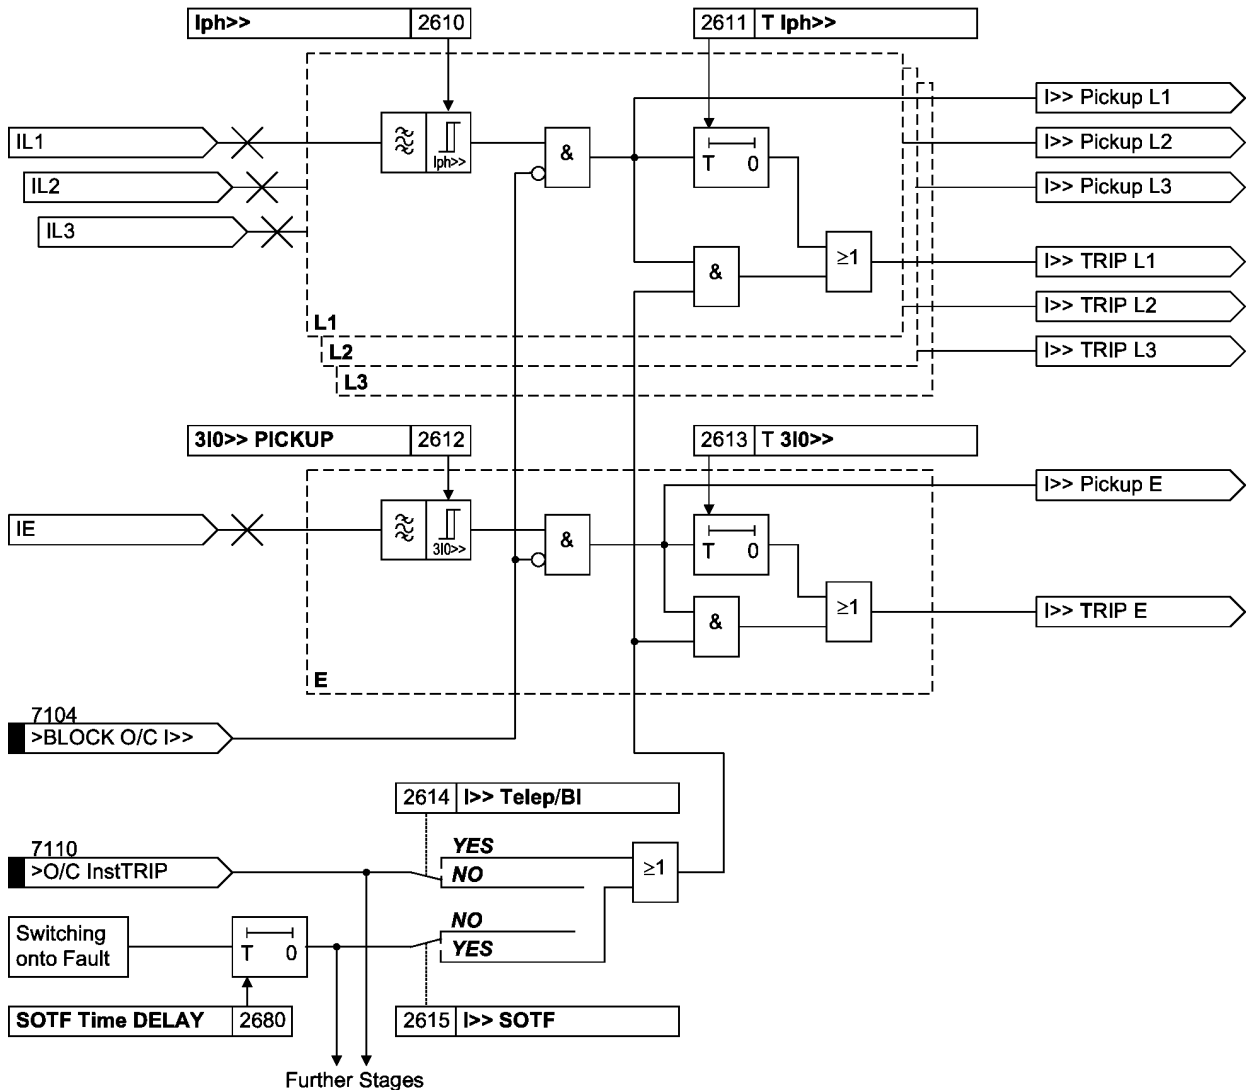 Iph>> 2610
2611 T Iph>>
I>> Pickup L1
IL1
Iph>>
&
T 0
I>> Pickup L2
IL2
I>> Pickup L3
IL3
&
≥1
I>> TRIP L1
I>> TRIP L2
L1
L2
I>> TRIP L3
L3
3I0>> PICKUP 2612
2613 T 3I0>>
I>> Pickup E
IE
3I0>>
&
T 0
&
≥1
I>> TRIP E
E
7104
>BLOCK O/C I>>
2614 I>> Telep/BI
7110
>O/C InstTRIP
YES
NO
≥1
Switching
onto Fault
T 0
NO
YES
SOTF Time DELAY 2680
2615 I>> SOTF
Further Stages